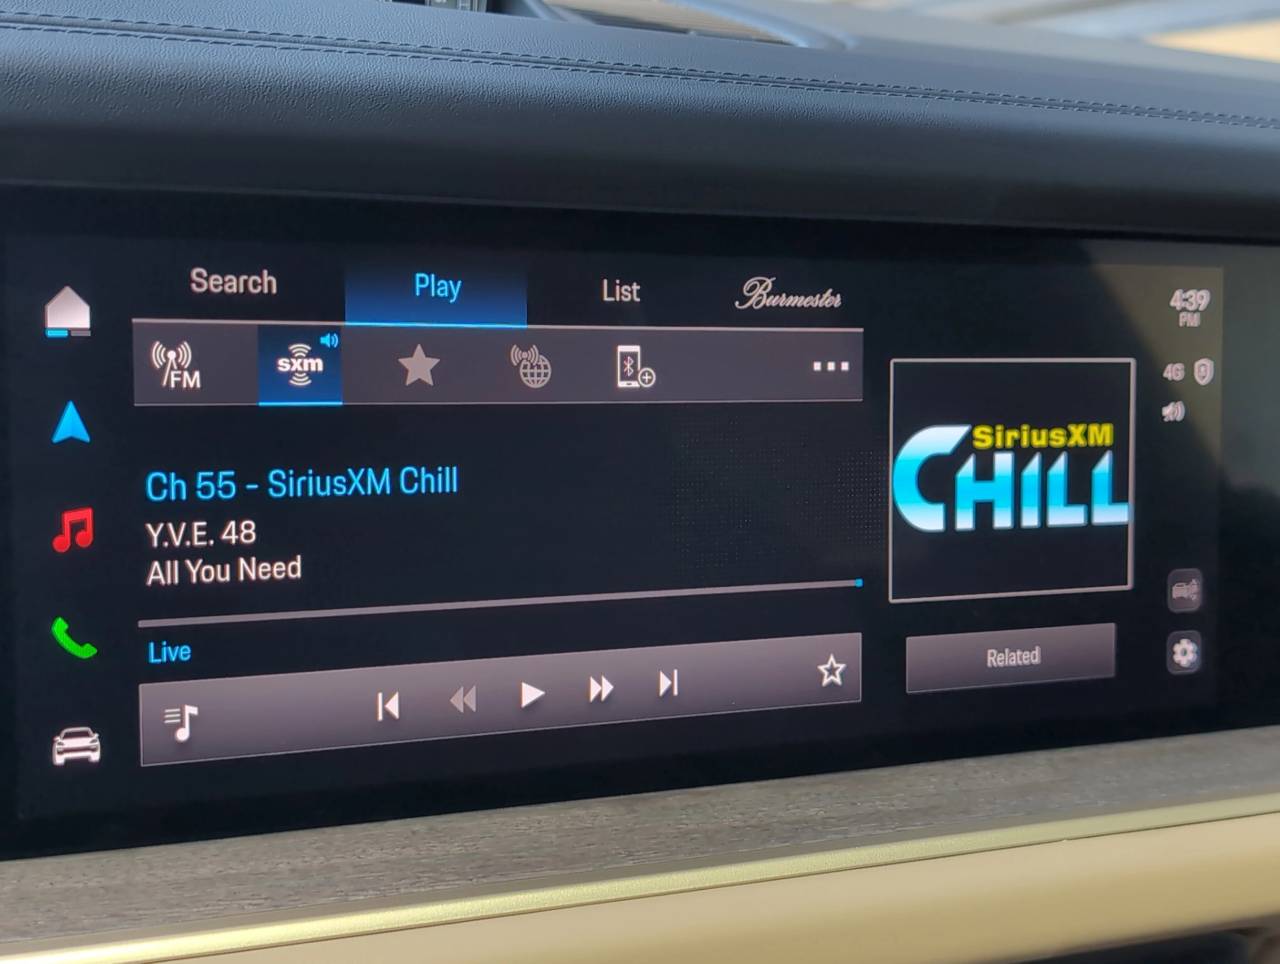 Search
Play
List
Burmester
4:39
PM
FM
sxm
4G
Ch 55 - SiriusXM Chill
Y.V.E. 48
All You Need
SiriusXM
CHILL
Live
Related